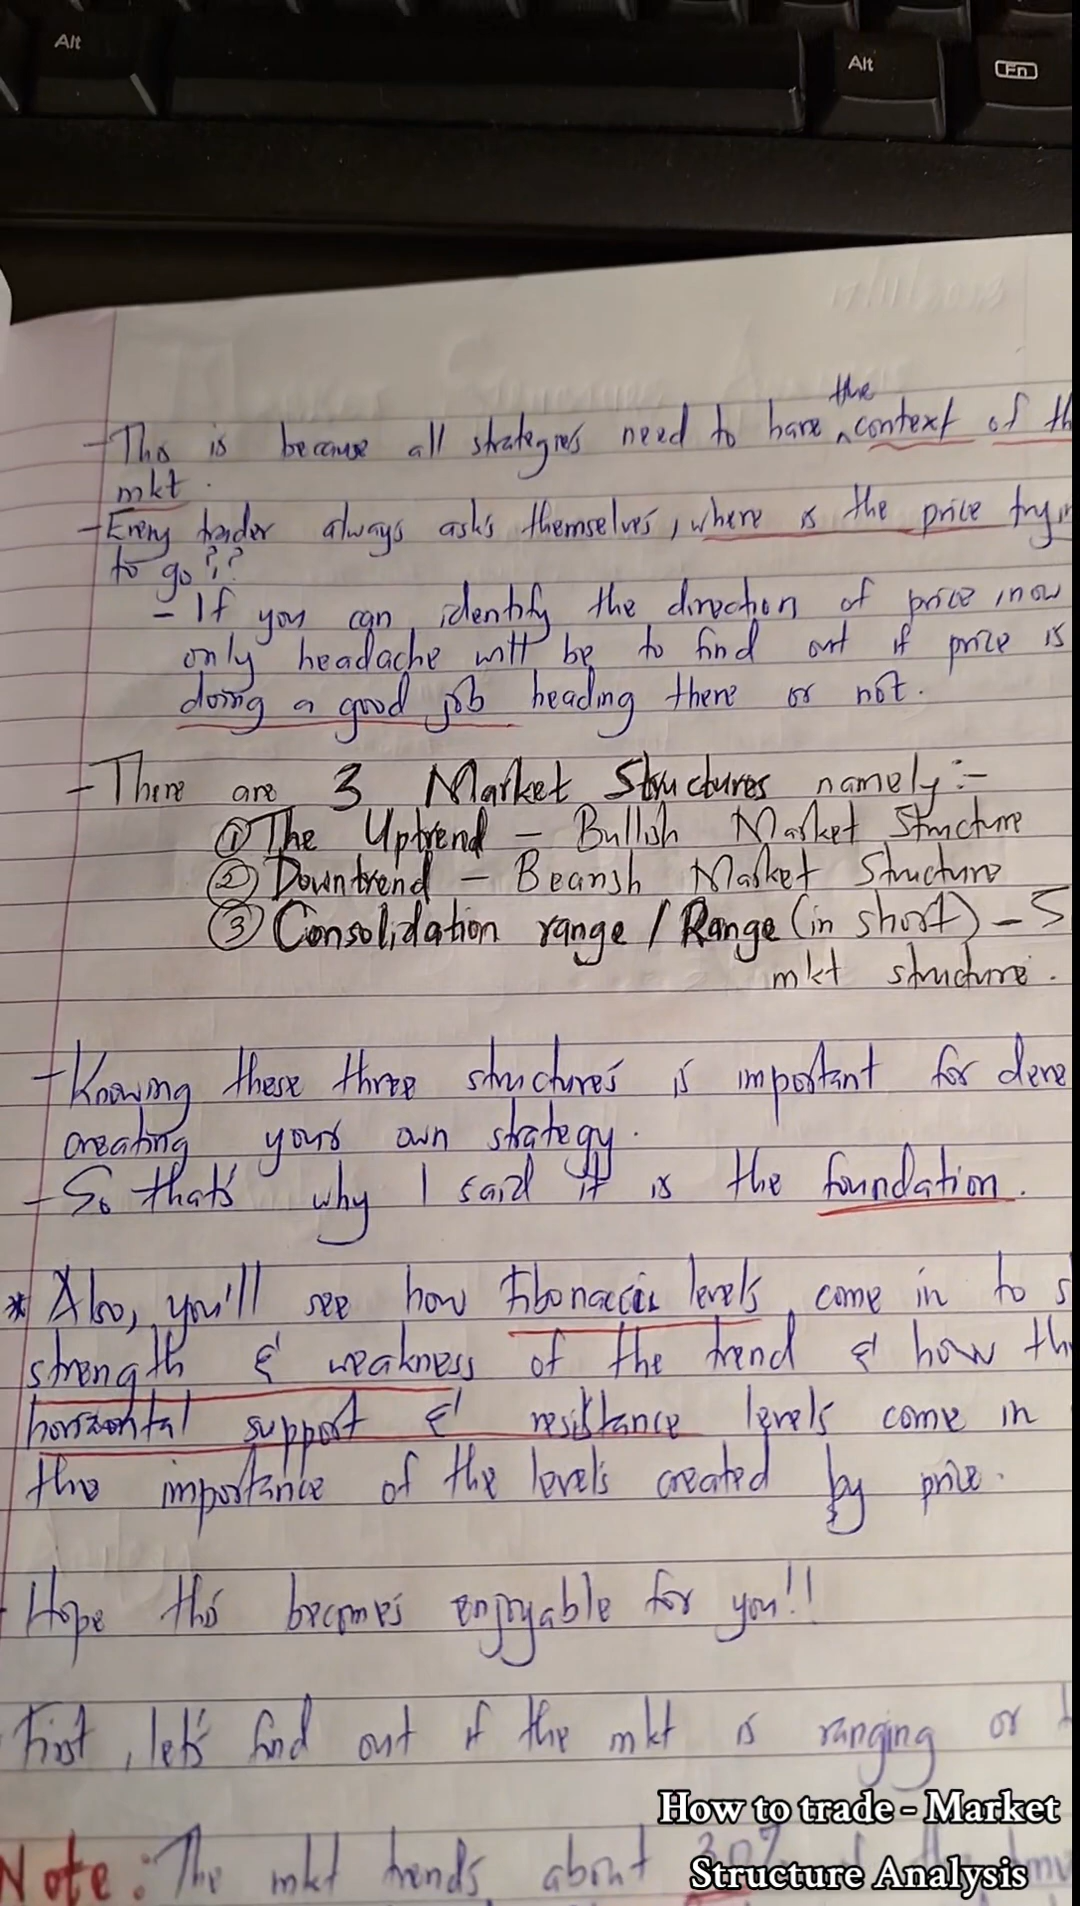 Alt
Alt
Fn
the
- This is because all strategies need to have ^ context of th
mkt.
- Every trader always asks themselves, where is the price tryin
to go??
- If you can identify the direction of price, now
only headache will be to find out if price is
doing a good job heading there or not.
- There are 3 Market Structures namely:-
① The Uptrend - Bullish Market Structure
② Downtrend - Bearish Market Structure
③ Consolidation range / Range (in short) - S
mkt structure.
- Knowing these three structures is important for deve
creating your own strategy.
- So that's why I said it is the foundation.
* Also, you'll see how Fibonacci levels come in to s
strength & weakness of the trend & how th
horizontal support & resistance levels come in
the importance of the levels created by price.
Hope this becomes enjoyable for you!!
First, let's find out if the mkt is ranging or t
Note: The mkt trends about 30%
How to trade - Market
Structure Analysis